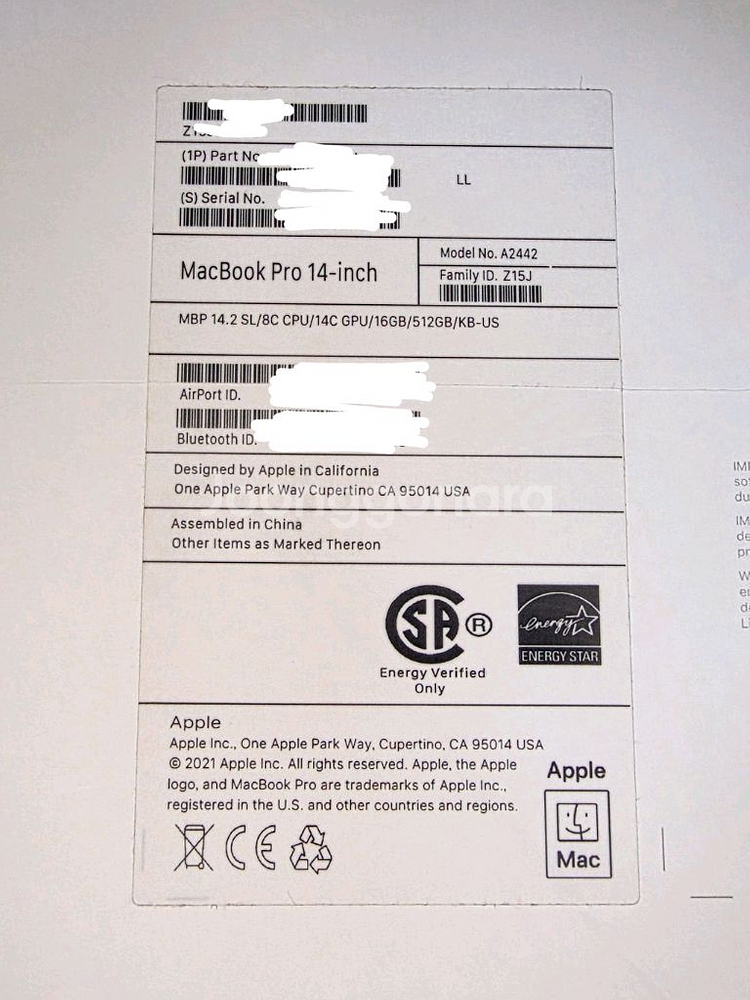 (1P) Part No
LL
(S) Serial No.
MacBook Pro 14-inch
Model No. A2442
Family ID. Z15J
MBP 14.2 SL/8C CPU/14C GPU/16GB/512GB/KB-US
AirPort ID.
Bluetooth ID.
Designed by Apple in California
One Apple Park Way Cupertino CA 95014 USA
Joonggonara
Assembled in China
Other Items as Marked Thereon
SA ®
energy
ENERGY STAR
Energy Verified
Only
Apple
Apple Inc., One Apple Park Way, Cupertino, CA 95014 USA
© 2021 Apple Inc. All rights reserved. Apple, the Apple
logo, and MacBook Pro are trademarks of Apple Inc.,
registered in the U.S. and other countries and regions.
CE
Apple
Mac